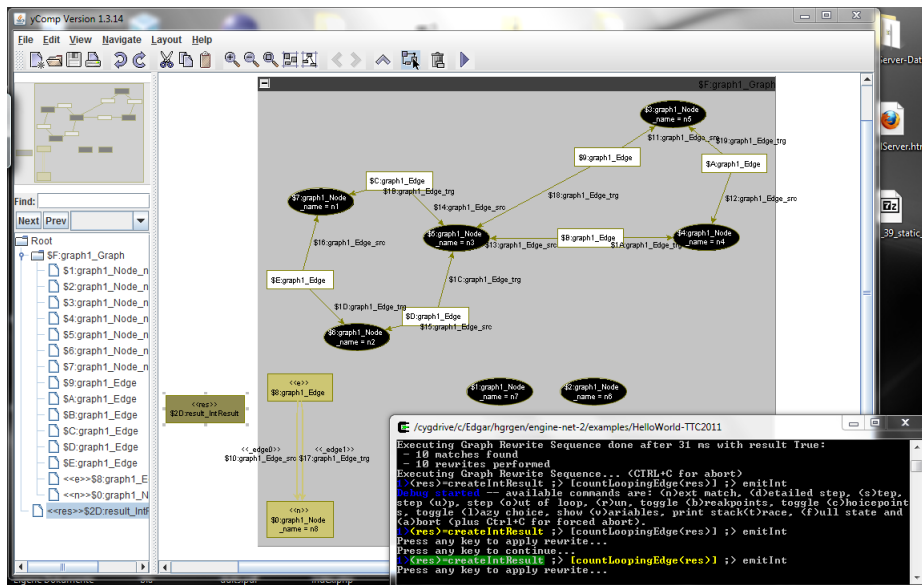 yComp Version 1.3.14
File Edit View Navigate Layout Help
Find:
Next Prev
Root
$F:graph1_Graph
$1:graph1_Node_n
$2:graph1_Node_n
$3:graph1_Node_n
$4:graph1_Node_n
$5:graph1_Node_n
$6:graph1_Node_n
$7:graph1_Node_n
$9:graph1_Edge
$A:graph1_Edge
$B:graph1_Edge
$C:graph1_Edge
$D:graph1_Edge
$E:graph1_Edge
<<e>>$8:graph1_E
<<n>>$0:graph1_N
<<res>>$2D:result_IntR
$F:graph1_Graph
$3:graph1_Node
_name = n5
$11:graph1_Edge_src
$19:graph1_Edge_trg
$9:graph1_Edge
$A:graph1_Edge
$C:graph1_Edge
$1B:graph1_Edge_trg
$18:graph1_Edge_trg
$12:graph1_Edge_src
$7:graph1_Node
_name = n1
$14:graph1_Edge_src
$5:graph1_Node
_name = n3
$B:graph1_Edge
$4:graph1_Node
_name = n4
$16:graph1_Edge_src
$13:graph1_Edge_src
$1A:graph1_Edge_trg
$E:graph1_Edge
$1C:graph1_Edge_trg
$1D:graph1_Edge_trg
$D:graph1_Edge
$15:graph1_Edge_src
$6:graph1_Node
_name = n2
<<e>>
$8:graph1_Edge
$1:graph1_Node
_name = n7
$2:graph1_Node
_name = n6
<<res>>
$2D:result_IntResult
<<_edge0>>
$10:graph1_Edge_src
<<_edge1>>
$17:graph1_Edge_trg
<<n>>
$0:graph1_Node
_name = n8
Server-Dat
lServer.htm
7z
_39_static_
/cygdrive/c/Edgar/hgrgen/engine-net-2/examples/HelloWorld-TTC2011
Executing Graph Rewrite Sequence done after 31 ms with result True:
- 10 matches found
- 10 rewrites performed
Executing Graph Rewrite Sequence... (CTRL+C for abort)
(res)=createIntResult ;> [countLoopingEdge(res)] ;> emitInt
Debug started -- available commands are: (n)ext match, (d)etailed step, (s)tep,
step (u)p, step (o)ut of loop, (r)un, toggle (b)reakpoints, toggle (c)hoicepoint
s, toggle (l)azy choice, show (v)ariables, print stack(t)race, (f)ull state and
(a)bort (plus Ctrl+C for forced abort).
(res)=createIntResult ;> [countLoopingEdge(res)] ;> emitInt
Press any key to apply rewrite...
Press any key to continue...
(res)=createIntResult ;> [countLoopingEdge(res)] ;> emitInt
Press any key to apply rewrite...